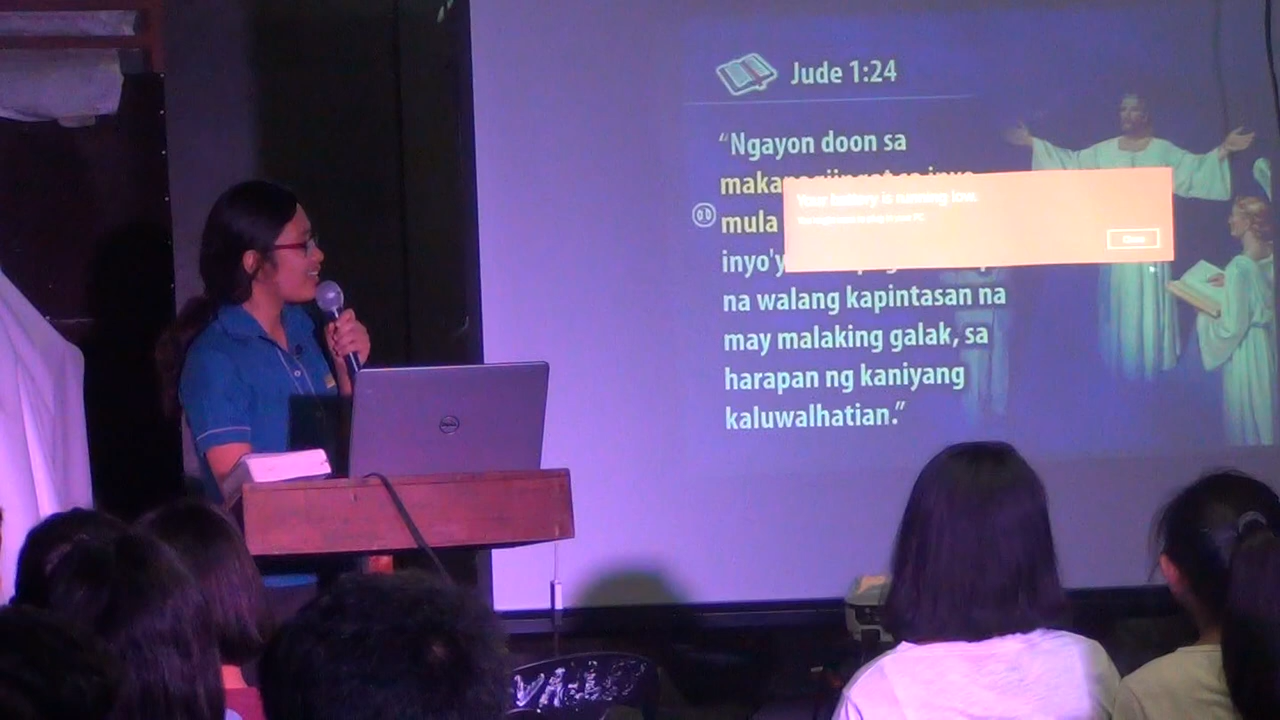 Jude 1:24
“Ngayon doon sa
mula
inyo'y
na walang kapintasan na
may malaking galak, sa
harapan ng kaniyang
kaluwalhatian.”
Your battery is running low.
Close
DELL